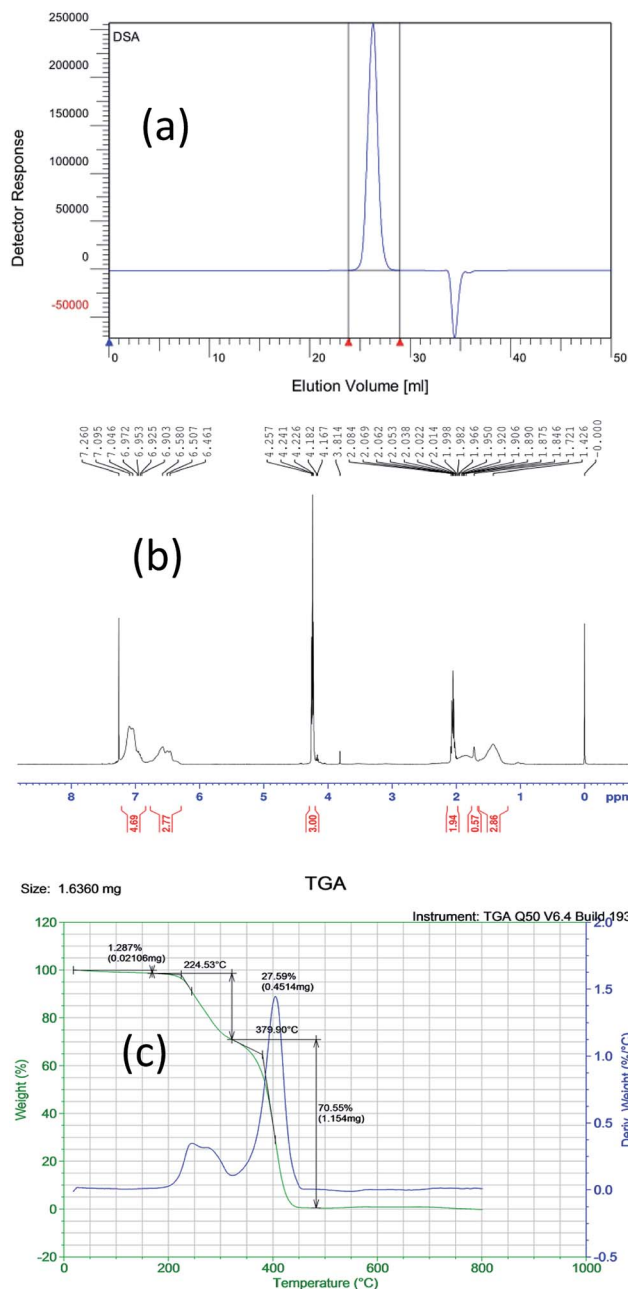 250000
DSA
200000
(a)
150000
100000
50000
0
-50000
Detector Response
0 10 20 30 40 50
Elution Volume [ml]
7.260
7.095
7.046
6.972
6.953
6.925
6.903
6.580
6.507
6.461
4.257
4.241
4.226
4.182
4.167
3.814
2.084
2.069
2.062
2.053
2.038
2.022
2.014
1.998
1.982
1.966
1.950
1.920
1.906
1.890
1.875
1.846
1.721
1.426
-0.000
(b)
8 7 6 5 4 3 2 1 0 ppm
4.69 2.77 3.00 1.94 0.57 2.86
Size: 1.6360 mg
TGA
Instrument: TGA Q50 V6.4 Build 193
120
2.0
1.287%
(0.02106mg)
224.53°C
27.59%
(0.4514mg)
100
1.5
80
379.90°C
(c)
60
1.0
70.55%
(1.154mg)
40
0.5
20
0
0.0
-20
-0.5
Weight (%)
Deriv. Weight (%/°C)
0 200 400 600 800 1000
Temperature (°C)